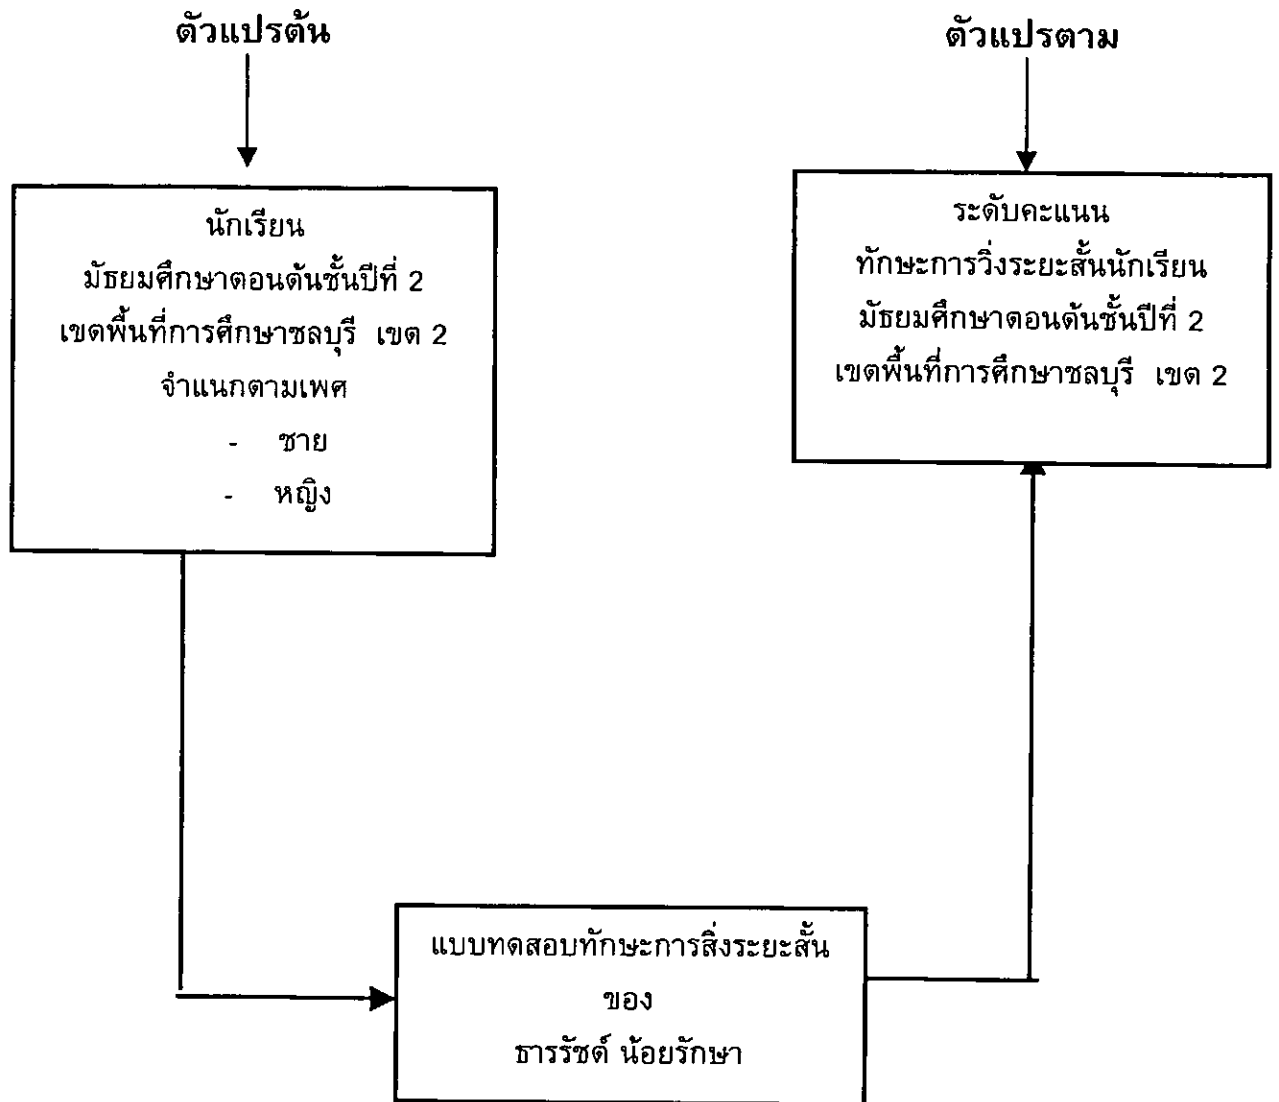 ตัวแปรต้น
นักเรียน
มัธยมศึกษาตอนต้นชั้นปีที่ 2
เขตพื้นที่การศึกษาชลบุรี เขต 2
จำแนกตามเพศ
- ชาย
- หญิง
ตัวแปรตาม
ระดับคะแนน
ทักษะการวิ่งระยะสั้นนักเรียน
มัธยมศึกษาตอนต้นชั้นปีที่ 2
เขตพื้นที่การศึกษาชลบุรี เขต 2
แบบทดสอบทักษะการสิ่งระยะสั้น
ของ
ธารรัชต์ น้อยรักษา